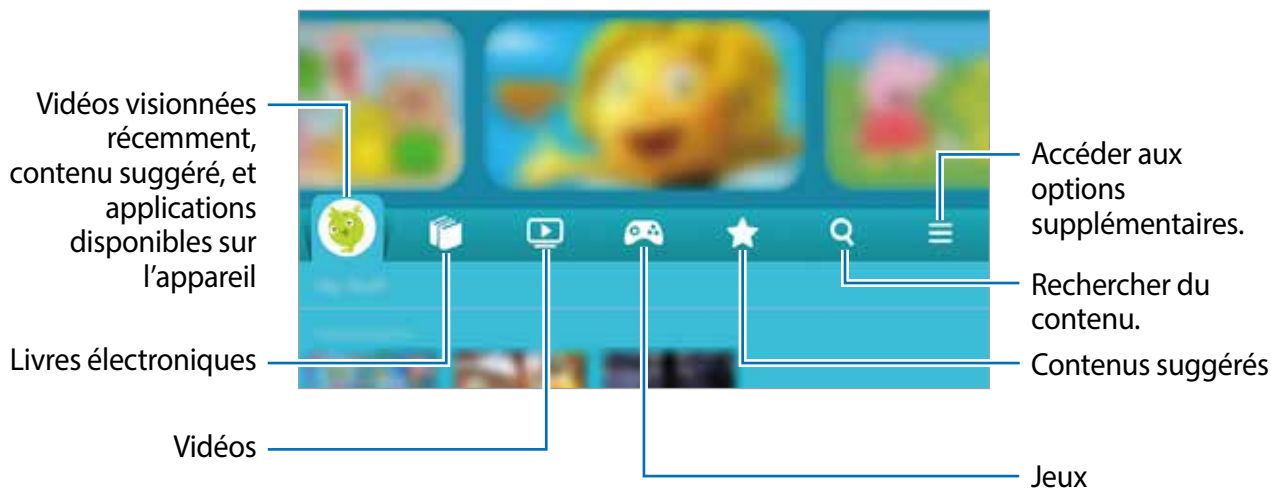 Vidéos visionnées
récemment,
contenu suggéré, et
applications
disponibles sur
l'appareil
Livres électroniques
Vidéos
Accéder aux
options
supplémentaires.
Rechercher du
contenu.
Contenus suggérés
Jeux